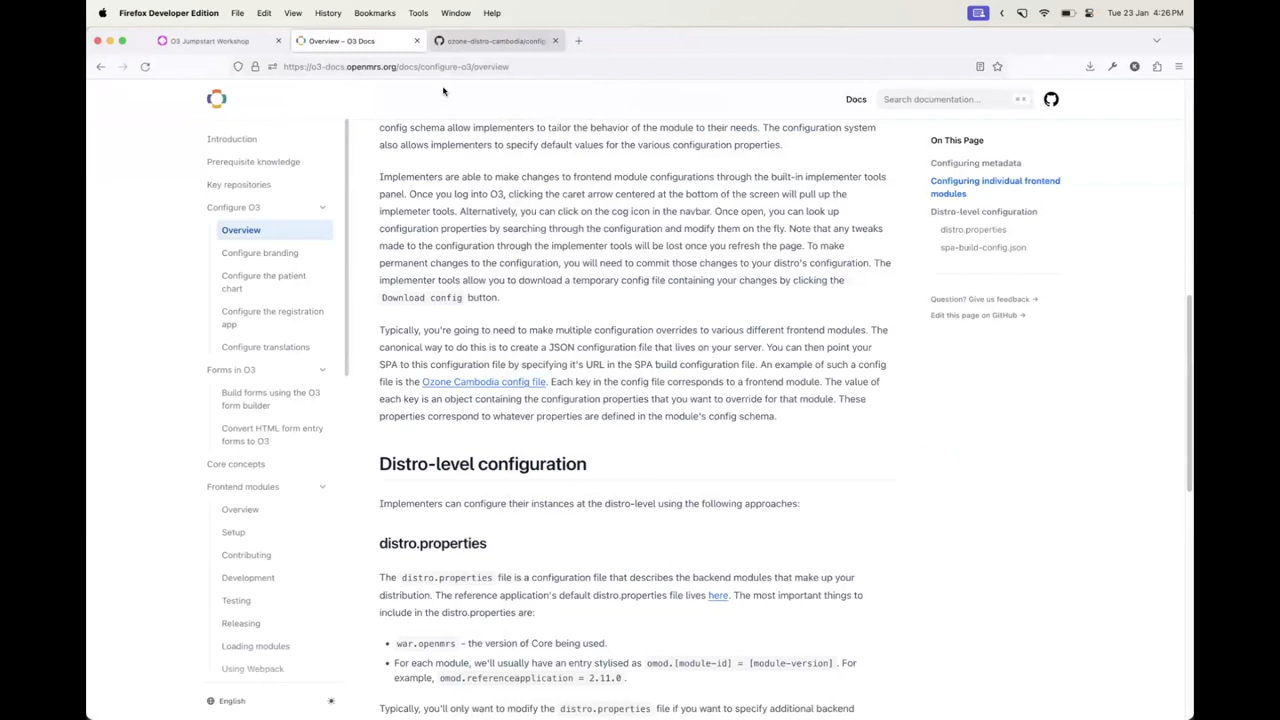 Firefox Developer Edition File Edit View History Bookmarks Tools Window Help Tue 23 Jan 4:26 PM
O3 Jumpstart Workshop
Overview – O3 Docs
ozone-distro-cambodia/config
https://o3-docs.openmrs.org/docs/configure-o3/overview
Docs
Search documentation...
⌘ K
Introduction
Prerequisite knowledge
Key repositories
Configure O3
Overview
Configure branding
Configure the patient
chart
Configure the registration
app
Configure translations
Forms in O3
Build forms using the O3
form builder
Convert HTML form entry
forms to O3
Core concepts
Frontend modules
Overview
Setup
Contributing
Development
Testing
Releasing
Loading modules
Using Webpack
English
config schema allow implementers to tailor the behavior of the module to their needs. The configuration system
also allows implementers to specify default values for the various configuration properties.
Implementers are able to make changes to frontend module configurations through the built-in implementer tools
panel. Once you log into O3, clicking the caret arrow centered at the bottom of the screen will pull up the
implemeter tools. Alternatively, you can click on the cog icon in the navbar. Once open, you can look up
configuration properties by searching through the configuration and modify them on the fly. Note that any tweaks
made to the configuration through the implementer tools will be lost once you refresh the page. To make
permanent changes to the configuration, you will need to commit those changes to your distro's configuration. The
implementer tools allow you to download a temporary config file containing your changes by clicking the
Download config button.
Typically, you're going to need to make multiple configuration overrides to various different frontend modules. The
canonical way to do this is to create a JSON configuration file that lives on your server. You can then point your
SPA to this configuration file by specifying it's URL in the SPA build configuration file. An example of such a config
file is the Ozone Cambodia config file. Each key in the config file corresponds to a frontend module. The value of
each key is an object containing the configuration properties that you want to override for that module. These
properties correspond to whatever properties are defined in the module's config schema.
Distro-level configuration
Implementers can configure their instances at the distro-level using the following approaches:
distro.properties
The distro.properties file is a configuration file that describes the backend modules that make up your
distribution. The reference application's default distro.properties file lives here. The most important things to
include in the distro.properties are:
• war.openmrs - the version of Core being used.
• For each module, we'll usually have an entry stylised as omod.[module-id] = [module-version]. For
example, omod.referenceapplication = 2.11.0.
Typically, you'll only want to modify the distro.properties file if you want to specify additional backend
On This Page
Configuring metadata
Configuring individual frontend
modules
Distro-level configuration
distro.properties
spa-build-config.json
Question? Give us feedback →
Edit this page on GitHub →